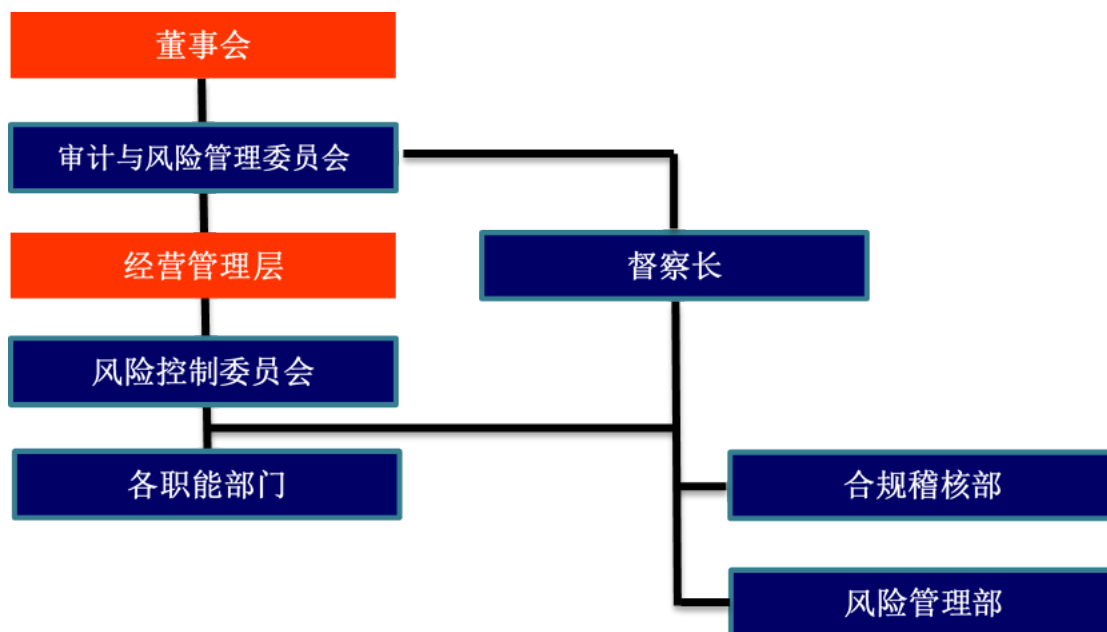 董事会
审计与风险管理委员会
经营管理层
督察长
风险控制委员会
各职能部门
合规稽核部
风险管理部